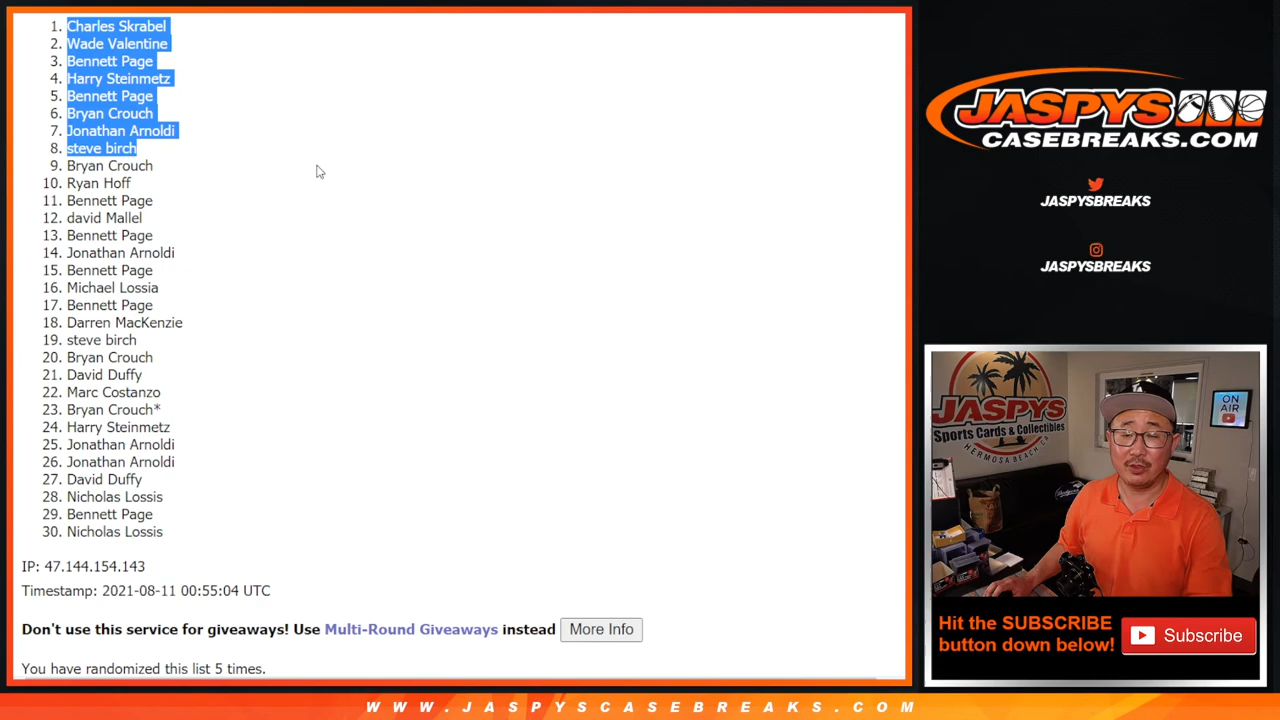 1. Charles Skrabel
2. Wade Valentine
3. Bennett Page
4. Harry Steinmetz
5. Bennett Page
6. Bryan Crouch
7. Jonathan Arnoldi
8. steve birch
9. Bryan Crouch
10. Ryan Hoff
11. Bennett Page
12. david Mallel
13. Bennett Page
14. Jonathan Arnoldi
15. Bennett Page
16. Michael Lossia
17. Bennett Page
18. Darren MacKenzie
19. steve birch
20. Bryan Crouch
21. David Duffy
22. Marc Costanzo
23. Bryan Crouch*
24. Harry Steinmetz
25. Jonathan Arnoldi
26. Jonathan Arnoldi
27. David Duffy
28. Nicholas Lossis
29. Bennett Page
30. Nicholas Lossis
IP: 47.144.154.143
Timestamp: 2021-08-11 00:55:04 UTC
Don't use this service for giveaways! Use Multi-Round Giveaways instead More Info
You have randomized this list 5 times.
JASPYS
CASEBREAKS.COM
JASPYSBREAKS
JASPYSBREAKS
JASPYS
Sports Cards & Collectibles
HERMOSA BEACH CA
ON
AIR
Hit the SUBSCRIBE
button down below!
Subscribe
WWW.JASPYSCASEBREAKS.COM